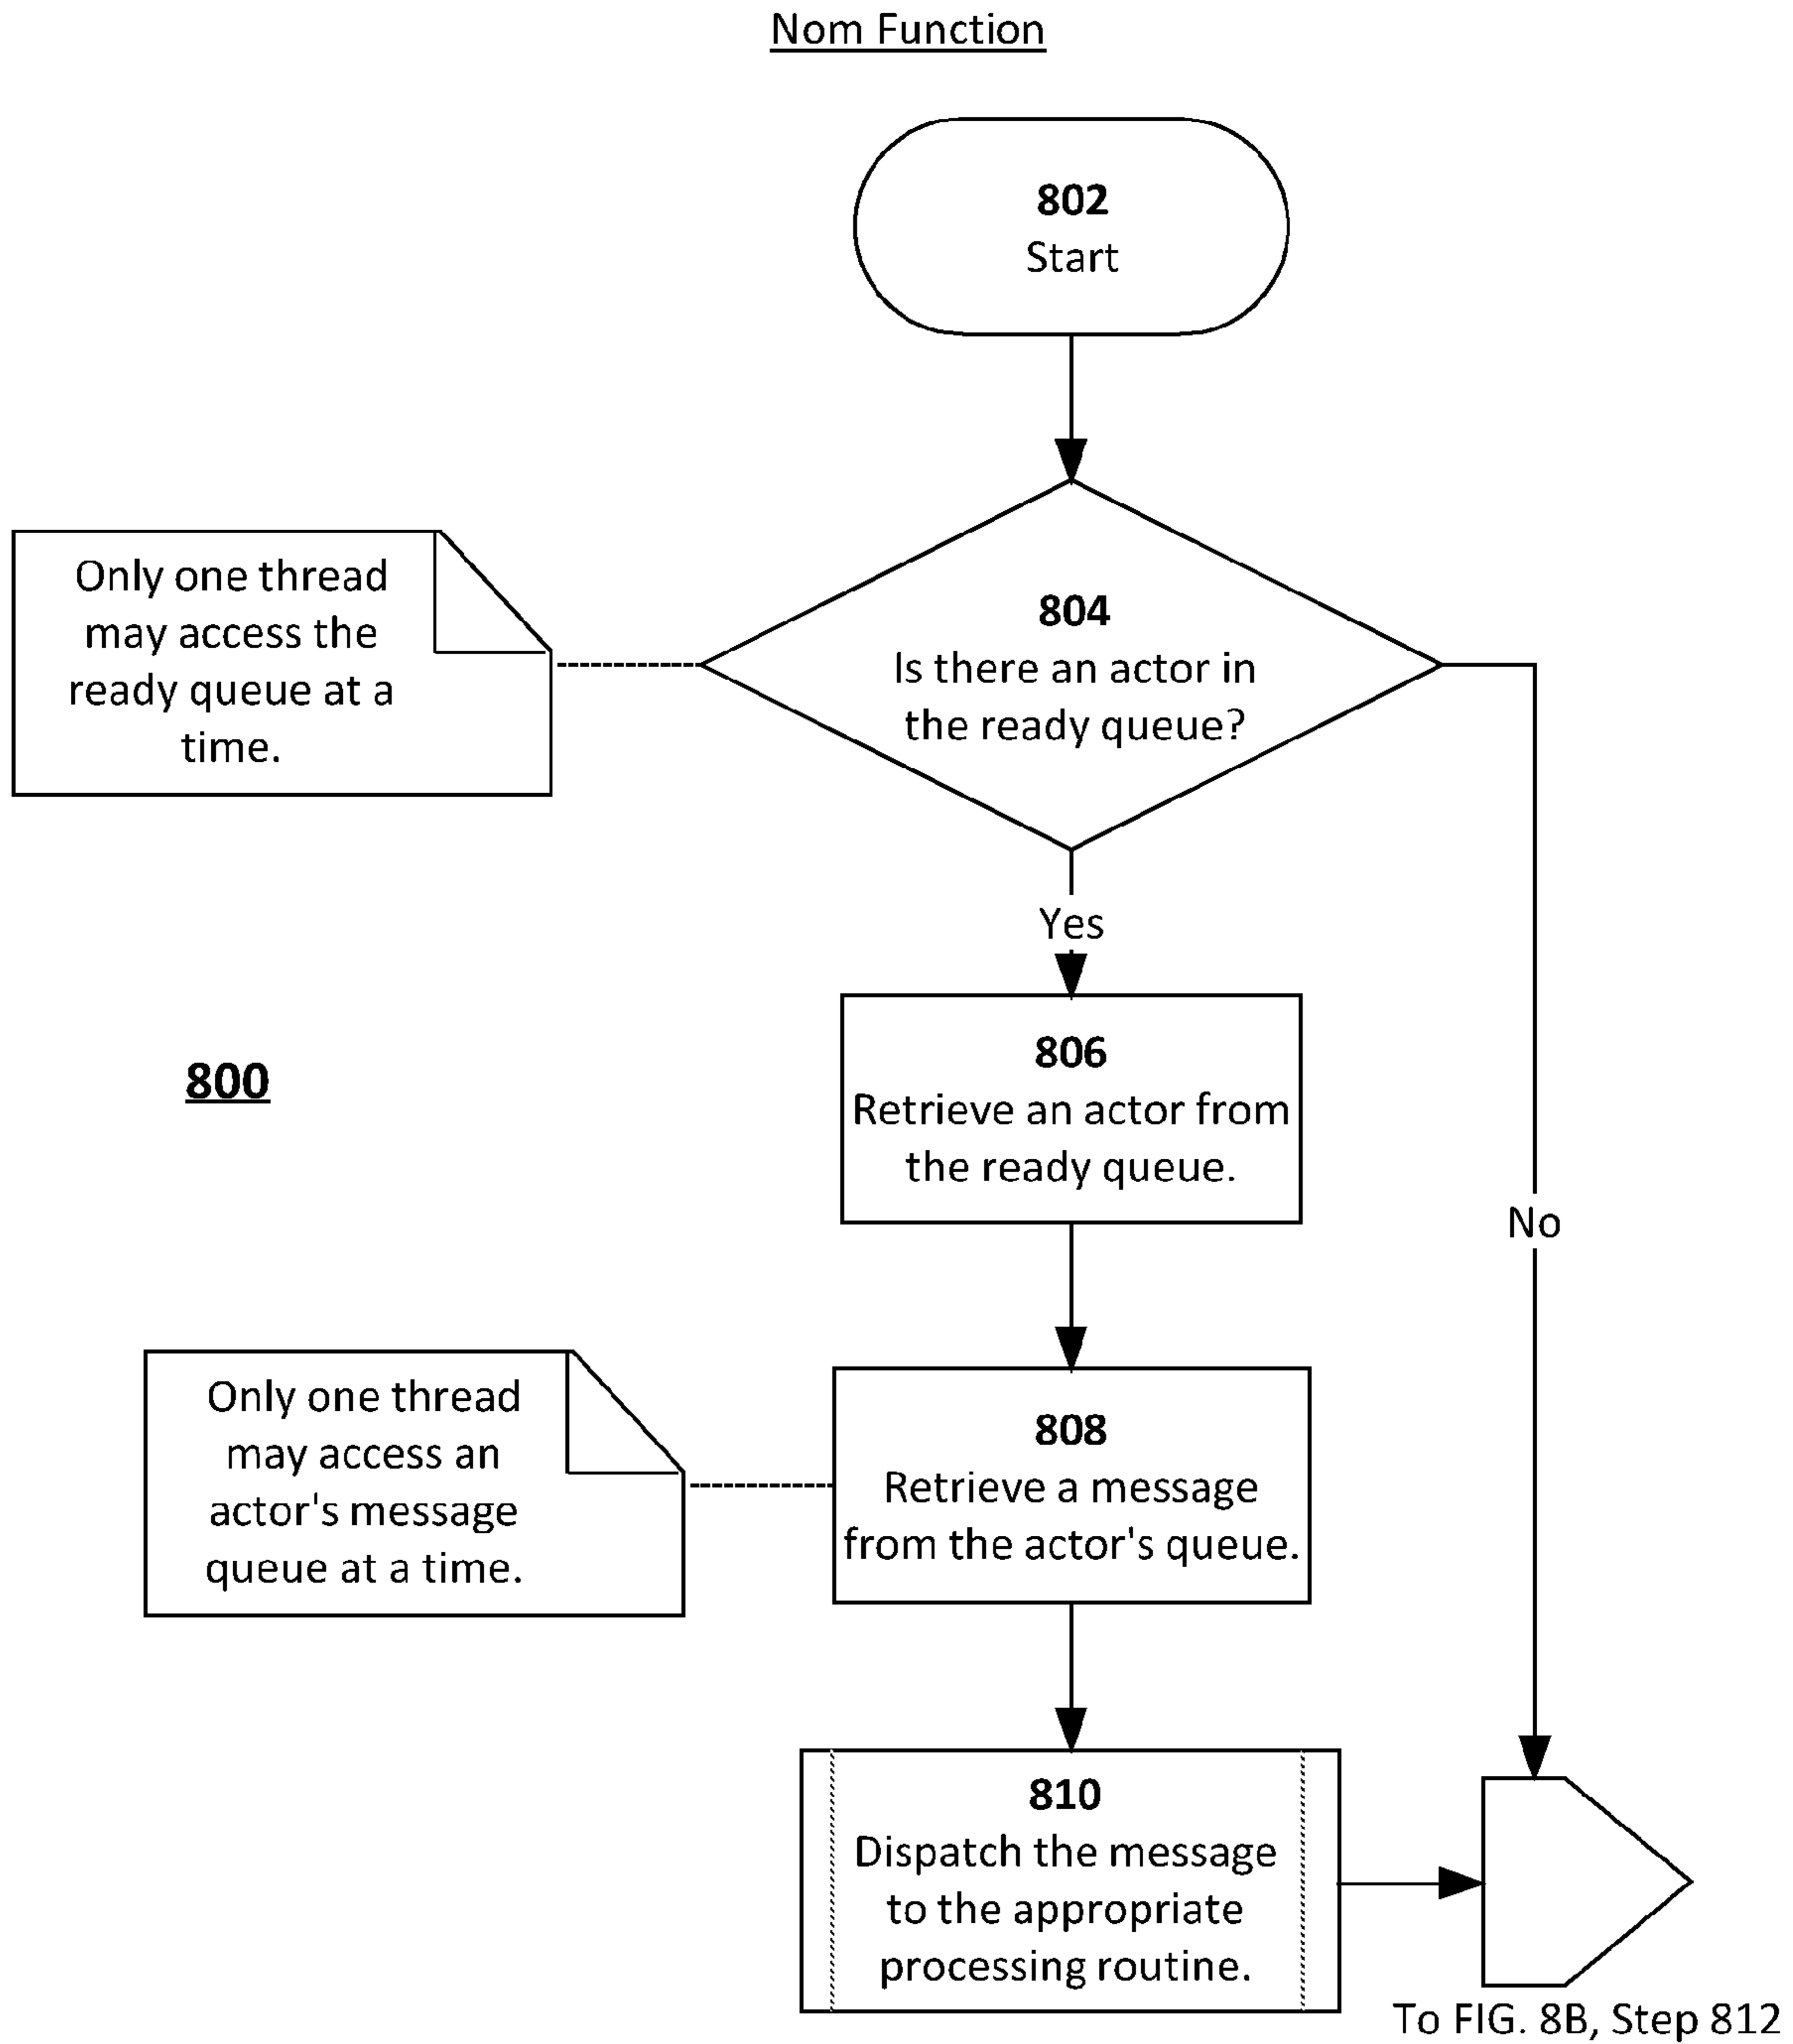 Nom Function
802
Start
Only one thread
may access the
ready queue at a
time.
804
Is there an actor in
the ready queue?
Yes
806
Retrieve an actor from
the ready queue.
800
No
Only one thread
may access an
actor's message
queue at a time.
808
Retrieve a message
from the actor's queue.
810
Dispatch the message
to the appropriate
processing routine.
To FIG. 8B, Step 812